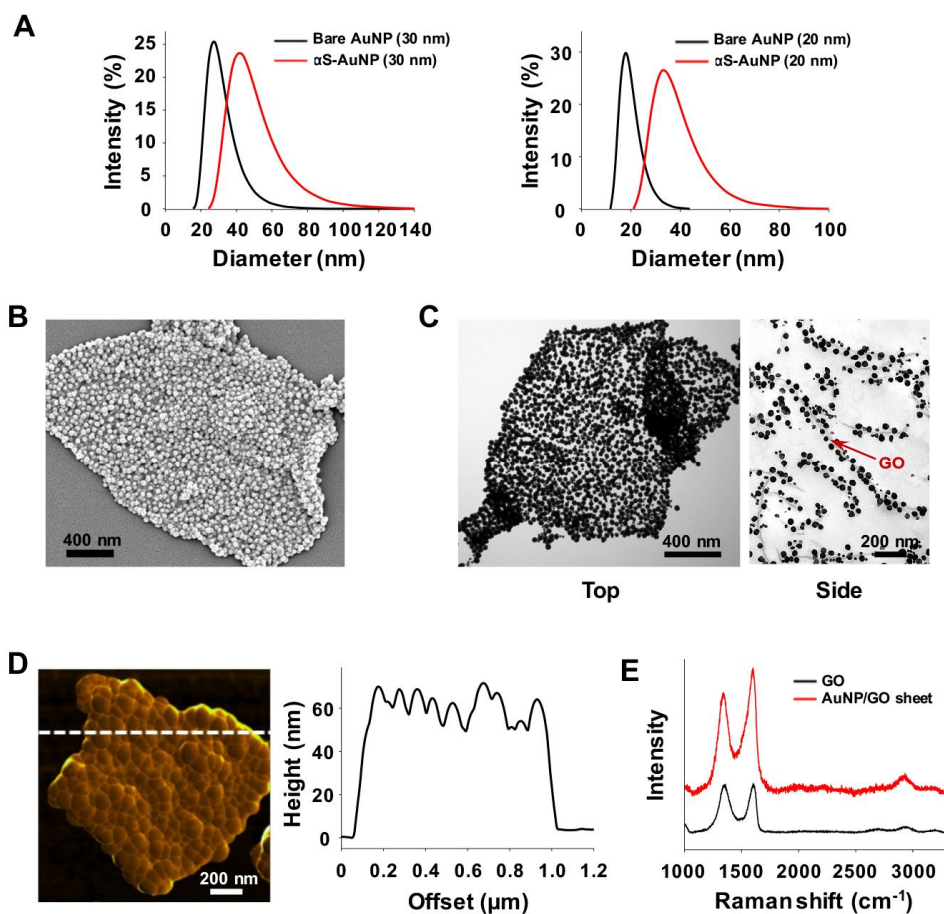 A
Bare AuNP (30 nm)
αS-AuNP (30 nm)
Intensity (%)
25
20
15
10
5
0
0 20 40 60 80 100 120 140
Diameter (nm)
Bare AuNP (20 nm)
αS-AuNP (20 nm)
Intensity (%)
30
20
10
0
0 20 40 60 80 100
Diameter (nm)
B
400 nm
C
400 nm
Top
GO
200 nm
Side
D
200 nm
Height (nm)
60
40
20
0
0 0.2 0.4 0.6 0.8 1.0 1.2
Offset (µm)
E
GO
AuNP/GO sheet
Intensity
1000 1500 2000 2500 3000
Raman shift (cm⁻¹)